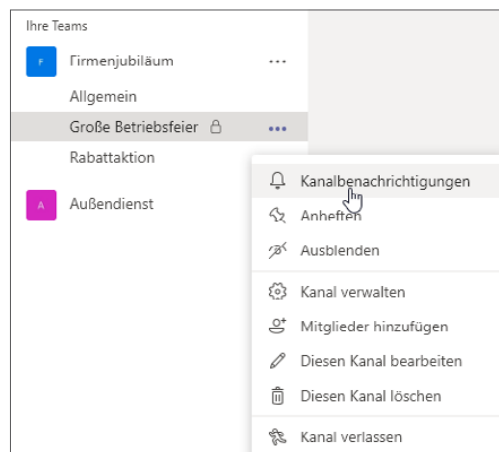 Ihre Teams
F Firmenjubiläum ...
Allgemein
Große Betriebsfeier ...
Rabattaktion
Kanalbenachrichtigungen
A Außendienst
Anheften
Ausblenden
Kanal verwalten
Mitglieder hinzufügen
Diesen Kanal bearbeiten
Diesen Kanal löschen
Kanal verlassen